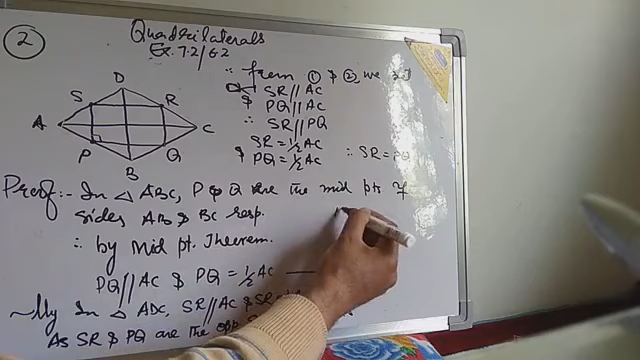 2
Quadrilaterals
Ex. 7.2/6.2
∴ from ① & ②, we
SR//AC
& PQ//AC
∴ SR//PQ
SR = 1/2 AC
& PQ = 1/2 AC ∴ SR = PQ
D
S R
A C
P Q
B
Proof:- In △ ABC, P & Q are the mid pts of
sides AB & BC resp.
∴ by Mid pt. Theorem.
PQ//AC & PQ = 1/2 AC
~lly In △ ADC, SR//AC & SR
As SR & PQ are the opp